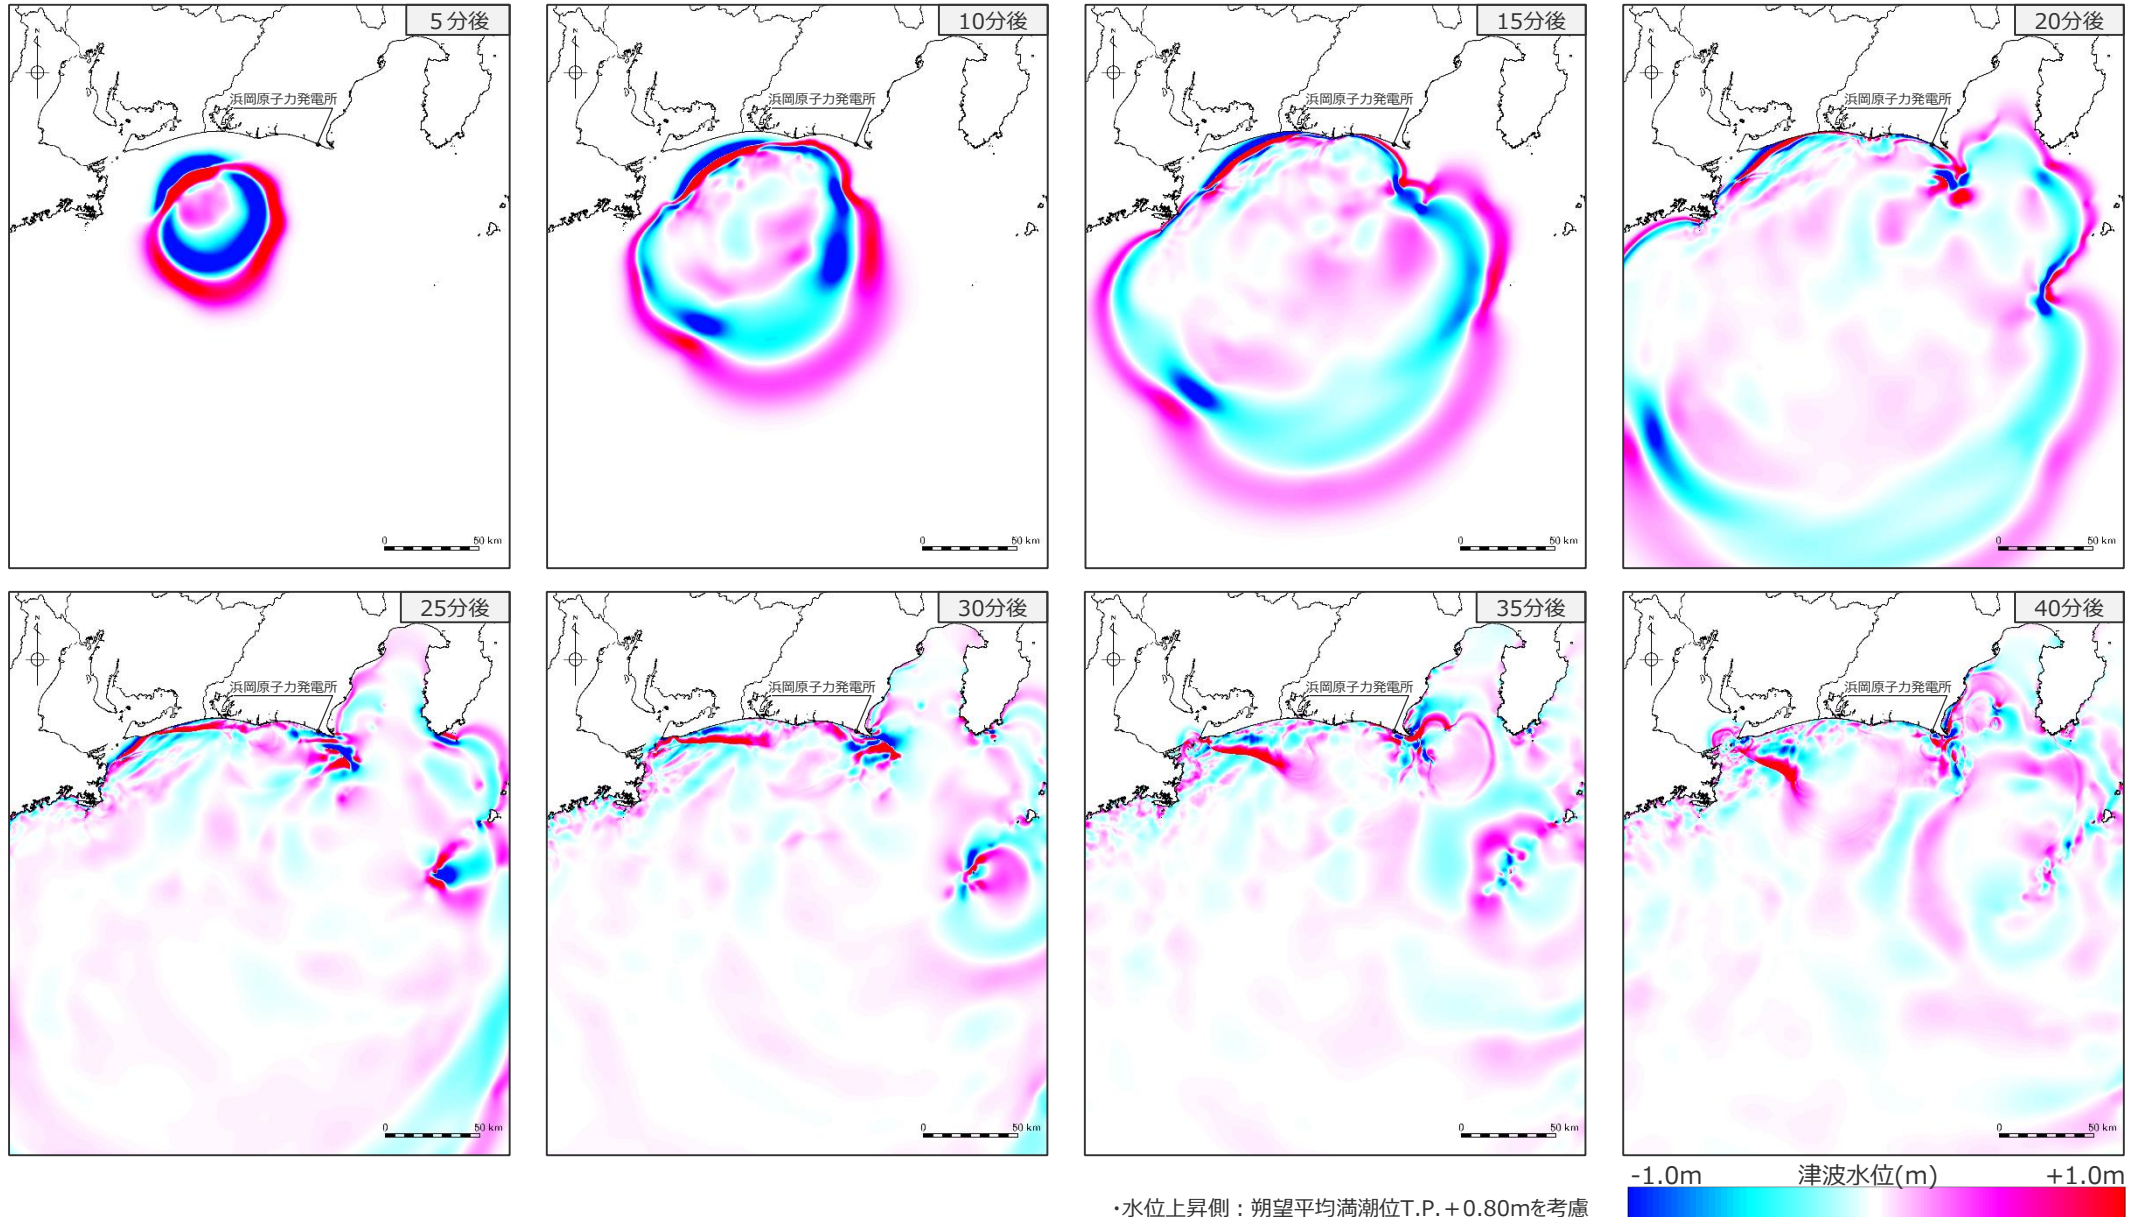 5分後
10分後
15分後
20分後
浜岡原子力発電所
浜岡原子力発電所
浜岡原子力発電所
浜岡原子力発電所
N
N
N
N
0 50 km
0 50 km
0 50 km
0 50 km
25分後
30分後
35分後
40分後
N
N
N
N
浜岡原子力発電所
浜岡原子力発電所
浜岡原子力発電所
浜岡原子力発電所
0 50 km
0 50 km
0 50 km
0 50 km
-1.0m 津波水位(m) +1.0m
・水位上昇側：朔望平均満潮位T.P.＋0.80mを考慮